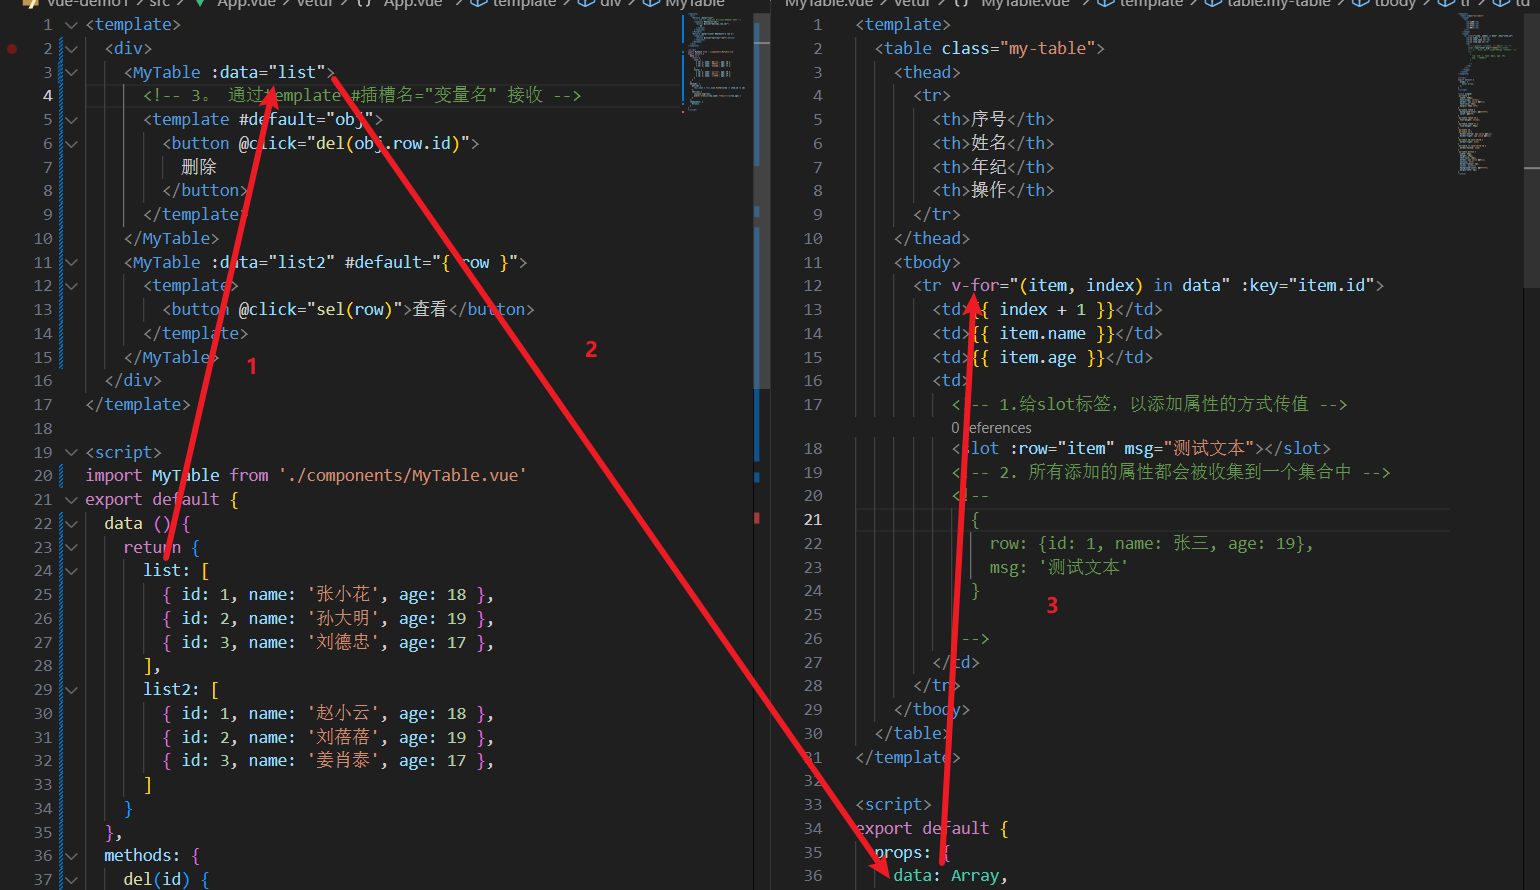 vue-demo1 > src > App.vue > Vetur > {} App.vue > template > div > MyTable
1 <template>
2 <div>
3 <MyTable :data="list">
4 <!-- 3。 通过template #插槽名="变量名" 接收 -->
5 <template #default="obj">
6 <button @click="del(obj.row.id)">
7 删除
8 </button>
9 </template>
10 </MyTable>
11 <MyTable :data="list2" #default="{ row }">
12 <template>
13 <button @click="sel(row)">查看</button>
14 </template>
15 </MyTable>
16 </div>
17 </template>
18
19 <script>
20 import MyTable from './components/MyTable.vue'
21 export default {
22 data () {
23 return {
24 list: [
25 { id: 1, name: '张小花', age: 18 },
26 { id: 2, name: '孙大明', age: 19 },
27 { id: 3, name: '刘德忠', age: 17 },
28 ],
29 list2: [
30 { id: 1, name: '赵小云', age: 18 },
31 { id: 2, name: '刘蓓蓓', age: 19 },
32 { id: 3, name: '姜肖泰', age: 17 },
33 ]
34 }
35 },
36 methods: {
37 del(id) {
1
2
MyTable.vue > Vetur > {} MyTable.vue > template > table.my-table > tbody > tr > td
1 <template>
2 <table class="my-table">
3 <thead>
4 <tr>
5 <th>序号</th>
6 <th>姓名</th>
7 <th>年纪</th>
8 <th>操作</th>
9 </tr>
10 </thead>
11 <tbody>
12 <tr v-for="(item, index) in data" :key="item.id">
13 <td>{{ index + 1 }}</td>
14 <td>{{ item.name }}</td>
15 <td>{{ item.age }}</td>
16 <td>
17 <!-- 1.给slot标签，以添加属性的方式传值 -->
0 references
18 <slot :row="item" msg="测试文本"></slot>
19 <!-- 2. 所有添加的属性都会被收集到一个集合中 -->
20 <!--
21 {
22 row: {id: 1, name: 张三, age: 19},
23 msg: '测试文本'
24 }
25
26 -->
27 </td>
28 </tr>
29 </tbody>
30 </table>
31 </template>
32
33 <script>
34 export default {
35 props: {
36 data: Array,
3